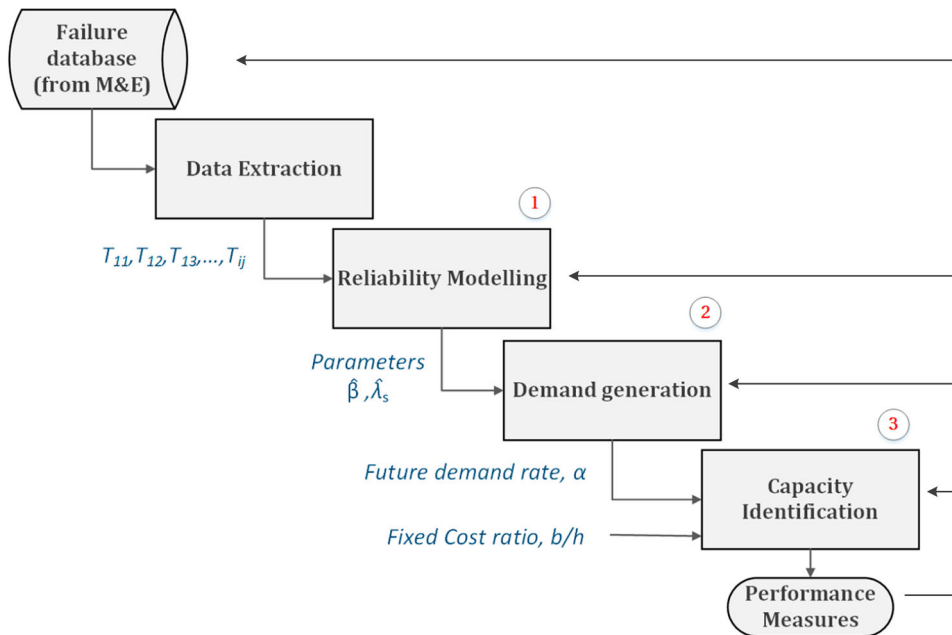 Failure
database
(from M&E)
Data Extraction
1
T11,T12,T13,...,Tij
Reliability Modelling
2
Parameters
β̂ ,λ̂s
Demand generation
3
Future demand rate, α
Capacity
Identification
Fixed Cost ratio, b/h
Performance
Measures